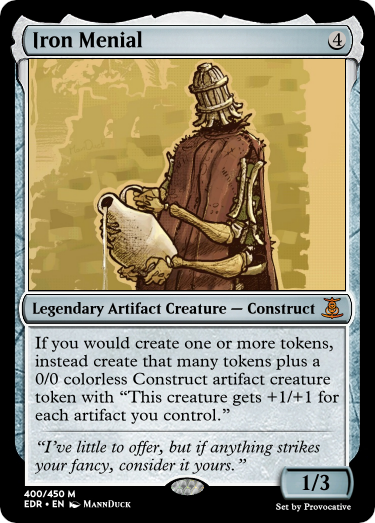 Iron Menial 4
Legendary Artifact Creature — Construct
If you would create one or more tokens,
instead create that many tokens plus a
0/0 colorless Construct artifact creature
token with “This creature gets +1/+1 for
each artifact you control.”
“I’ve little to offer, but if anything strikes
your fancy, consider it yours.”
1/3
400/450 M
EDR • EN MannDuck
Set by Provocative